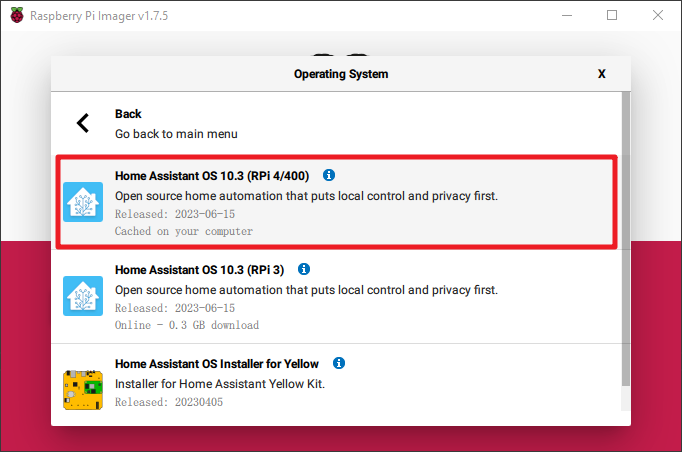 Raspberry Pi Imager v1.7.5
Operating System
X
Back
Go back to main menu
Home Assistant OS 10.3 (RPi 4/400)
Open source home automation that puts local control and privacy first.
Released: 2023-06-15
Cached on your computer
Home Assistant OS 10.3 (RPi 3)
Open source home automation that puts local control and privacy first.
Released: 2023-06-15
Online - 0.3 GB download
Home Assistant OS Installer for Yellow
Installer for Home Assistant Yellow Kit.
Released: 20230405